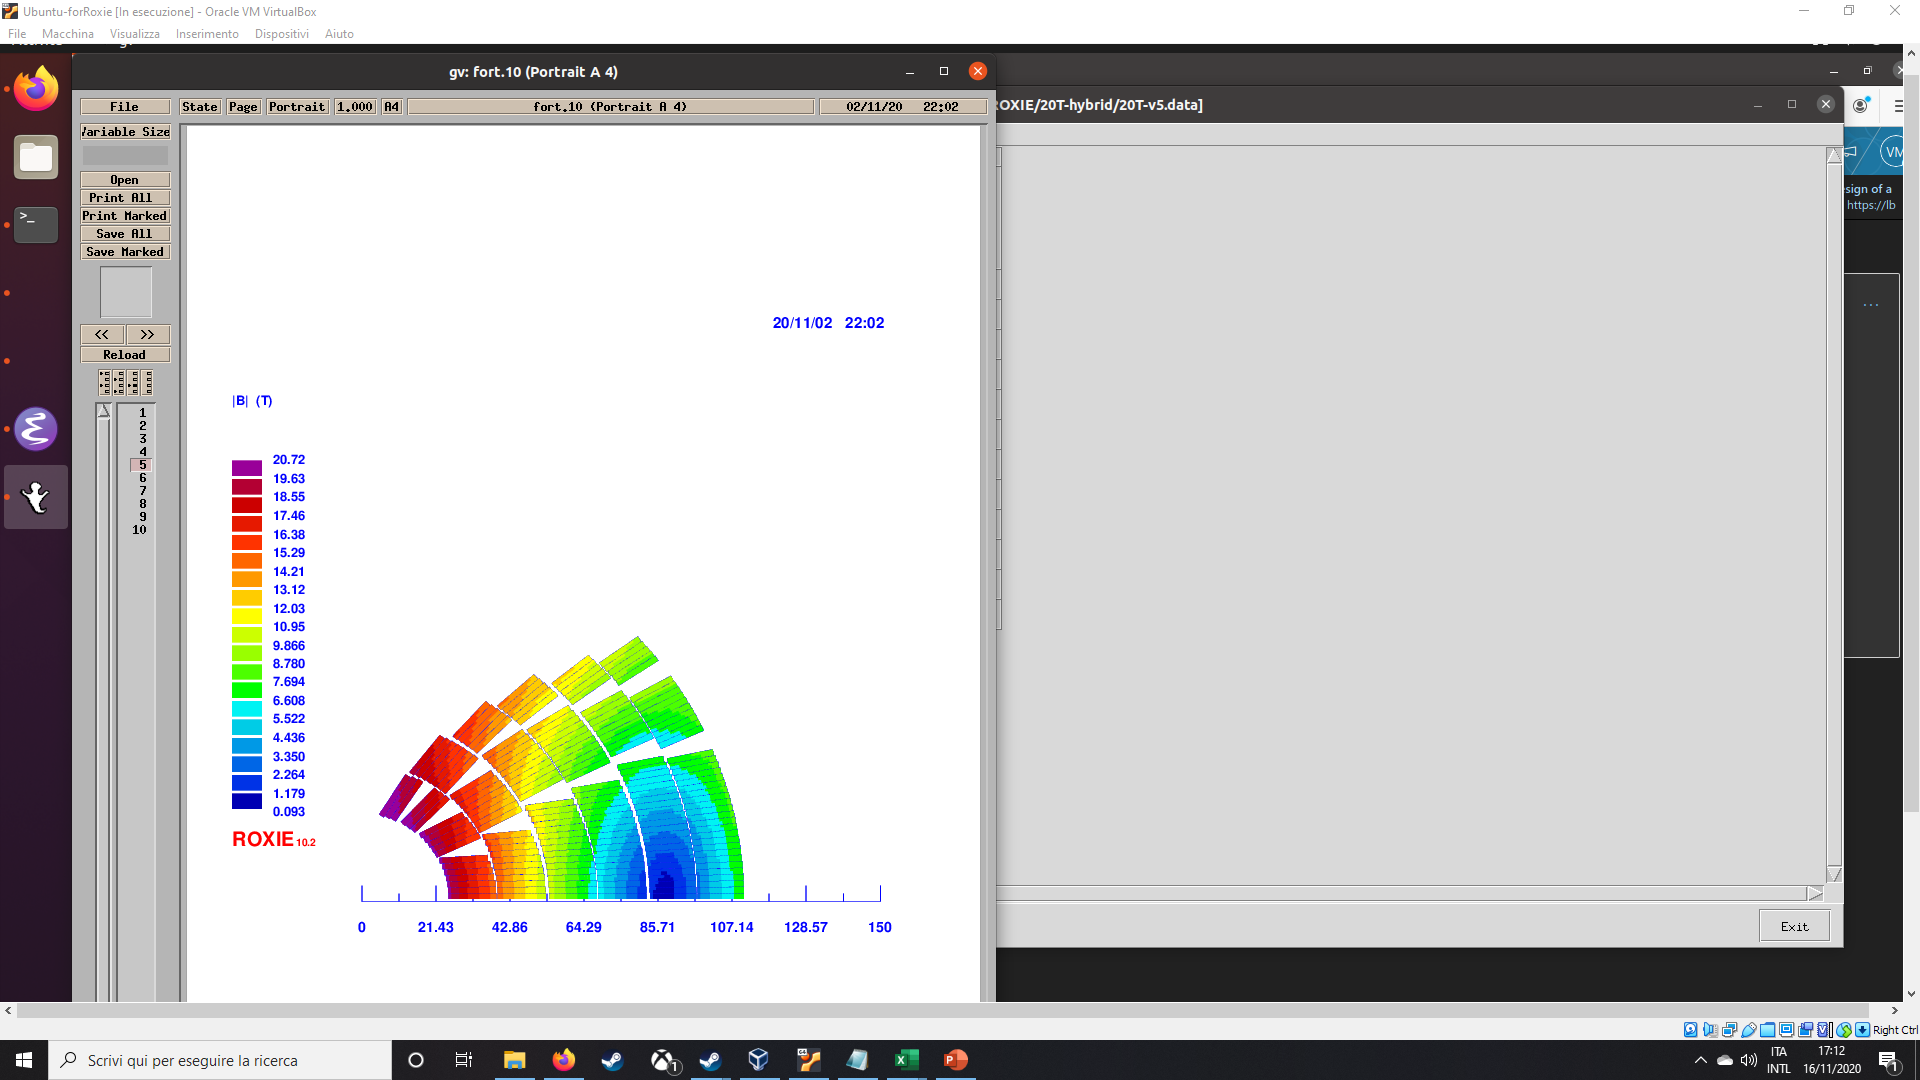 Ubuntu-forRoxie [In esecuzione] - Oracle VM VirtualBox
File Macchina Visualizza Inserimento Dispositivi Aiuto
gv: fort.10 (Portrait A 4)
File State Page Portrait 1.000 A4 fort.10 (Portrait A 4) 02/11/20 22:02
OXIE/20T-hybrid/20T-v5.data]
Variable Size
Open
Print All
Print Marked
Save All
Save Marked
<< >>
Reload
1
2
3
4
5
6
7
8
9
10
VM
sign of a
https://lb
...
20/11/02 22:02
|B| (T)
20.72
19.63
18.55
17.46
16.38
15.29
14.21
13.12
12.03
10.95
9.866
8.780
7.694
6.608
5.522
4.436
3.350
2.264
1.179
0.093
ROXIE 10.2
0 21.43 42.86 64.29 85.71 107.14 128.57 150
Exit
Right Ctrl
Scrivi qui per eseguire la ricerca
1
ITA
INTL
17:12
16/11/2020
1